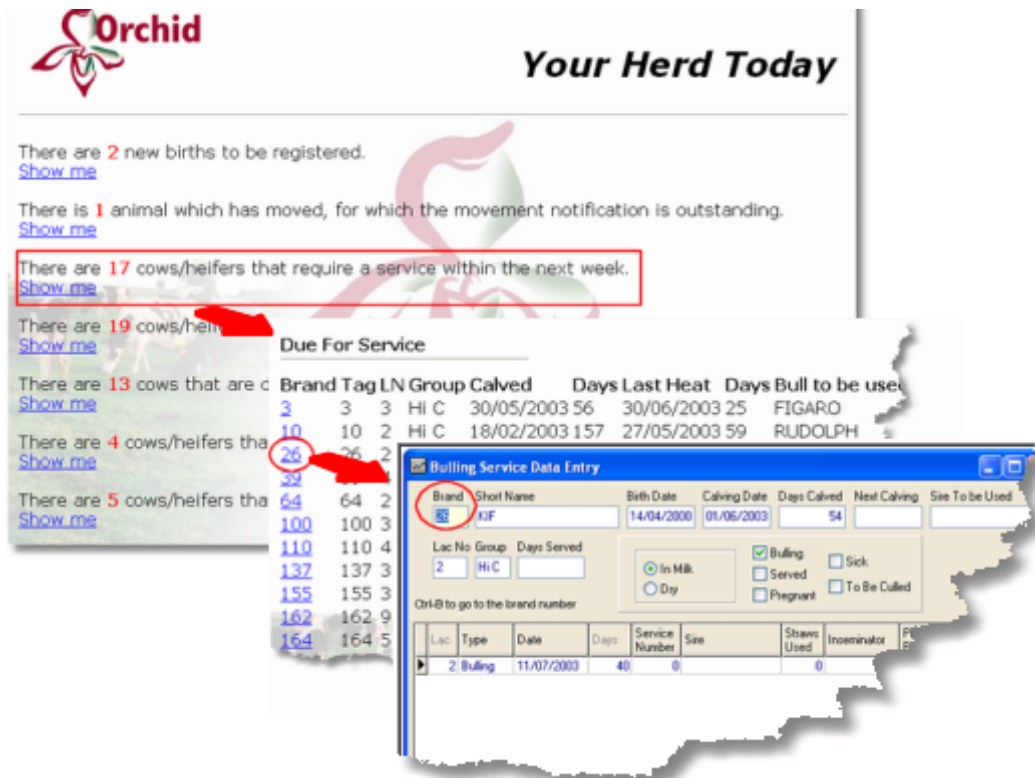 Orchid
Your Herd Today
There are 2 new births to be registered.
Show me
There is 1 animal which has moved, for which the movement notification is outstanding.
Show me
There are 17 cows/heifers that require a service within the next week.
Show me
There are 19 cows/heifers
Show me
There are 13 cows that are
Show me
There are 4 cows/heifers tha
Show me
There are 5 cows/heifers tha
Show me
Due For Service
Brand Tag LN Group Calved Days Last Heat Days Bull to be used
3 3 3 Hi C 30/05/2003 56 30/06/2003 25 FIGARO
10 10 2 Hi C 18/02/2003 157 27/05/2003 59 RUDOLPH
26 26 2
39
64 64 2
100 100 3
110 110 4
137 137 3
155 155 3
162 162 9
164 164 5
Bulling Service Data Entry
Brand Short Name Birth Date Calving Date Days Calved Next Calving Sire To be Used
26 KIF 14/04/2000 01/06/2003 54
Lac No Group Days Served
2 Hi C
In Milk
Dry
Bulling
Served
Pregnant
Sick
To Be Culled
Ctrl-B to go to the brand number
Lac Type Date Days Service Number Sire Straws Used Inseminator
2 Bulling 11/07/2003 40 0 0